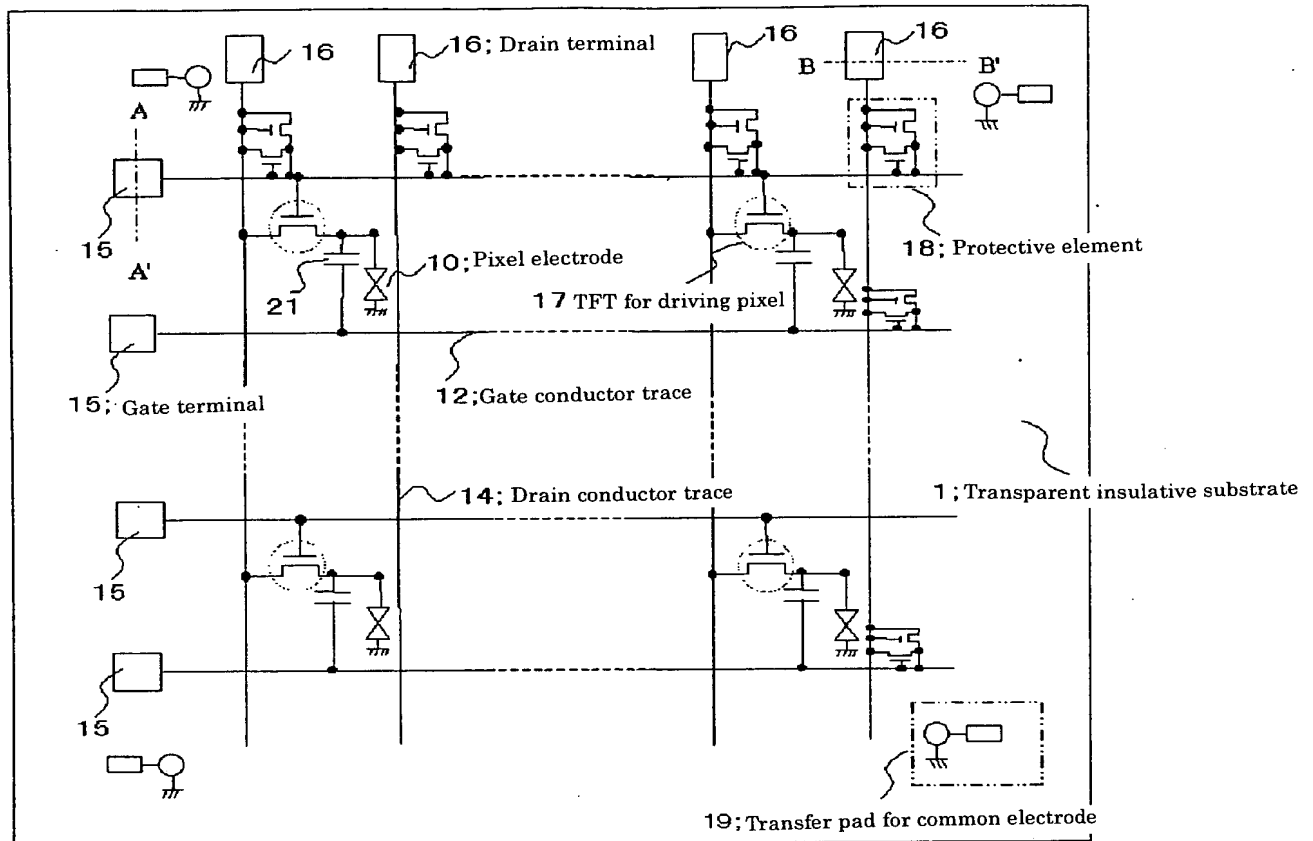 16
16; Drain terminal
16
16
B
B'
A
15
A'
18; Protective element
10; Pixel electrode
21
17 TFT for driving pixel
15; Gate terminal
12; Gate conductor trace
14; Drain conductor trace
1; Transparent insulative substrate
15
15
19; Transfer pad for common electrode